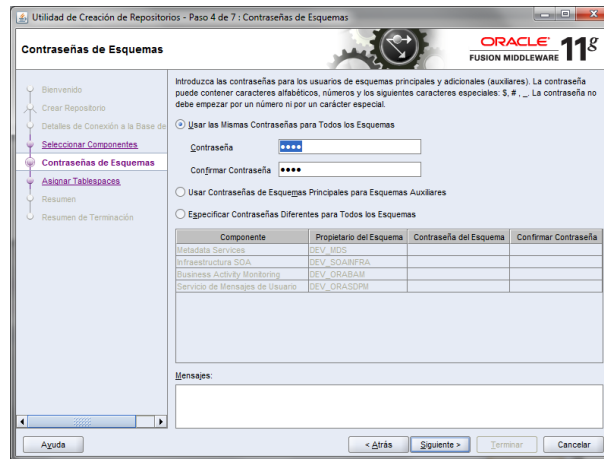 Utilidad de Creación de Repositorios - Paso 4 de 7 : Contraseñas de Esquemas
Contraseñas de Esquemas
ORACLE
FUSION MIDDLEWARE
11g
Bienvenido
Crear Repositorio
Detalles de Conexión a la Base de
Seleccionar Componentes
Contraseñas de Esquemas
Asignar Tablespaces
Resumen
Resumen de Terminación
Introduzca las contraseñas para los usuarios de esquemas principales y adicionales (auxiliares). La contraseña
puede contener caracteres alfabéticos, números y los siguientes caracteres especiales: $, # , _. La contraseña no
debe empezar por un número ni por un carácter especial.
Usar las Mismas Contraseñas para Todos los Esquemas
Contraseña
Confirmar Contraseña
Usar Contraseñas de Esquemas Principales para Esquemas Auxiliares
Especificar Contraseñas Diferentes para Todos los Esquemas
Componente Propietario del Esquema Contraseña del Esquema Confirmar Contraseña
Metadata Services DEV_MDS
Infraestructura SOA DEV_SOAINFRA
Business Activity Monitoring DEV_ORABAM
Servicio de Mensajes de Usuario DEV_ORASDPM
Mensajes:
Ayuda < Atrás Siguiente > Terminar Cancelar